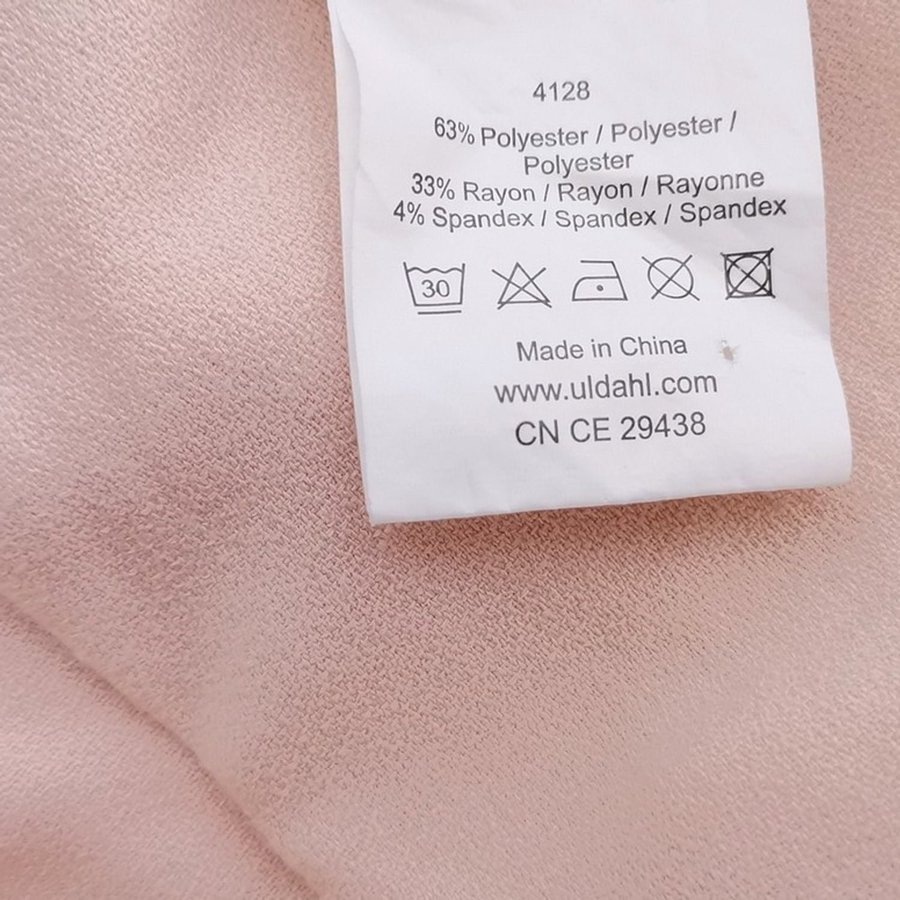 4128
63% Polyester / Polyester /
Polyester
33% Rayon / Rayon / Rayonne
4% Spandex / Spandex / Spandex
30
Made in China
www.uldahl.com
CN CE 29438